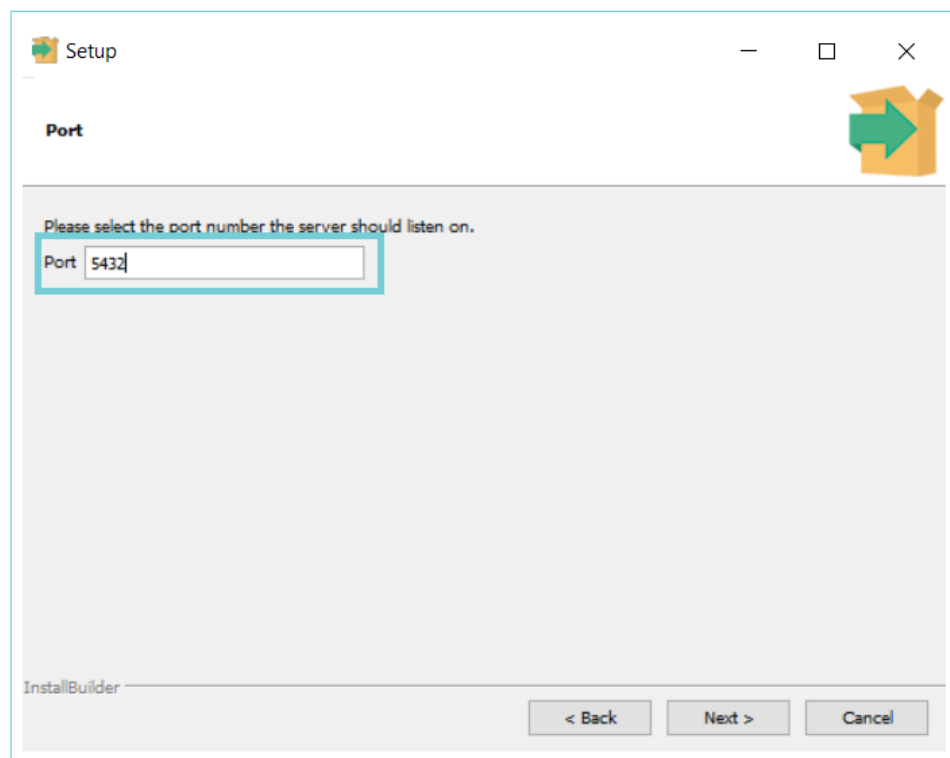 Setup
Port
Please select the port number the server should listen on.
Port 5432
InstallBuilder
< Back Next > Cancel